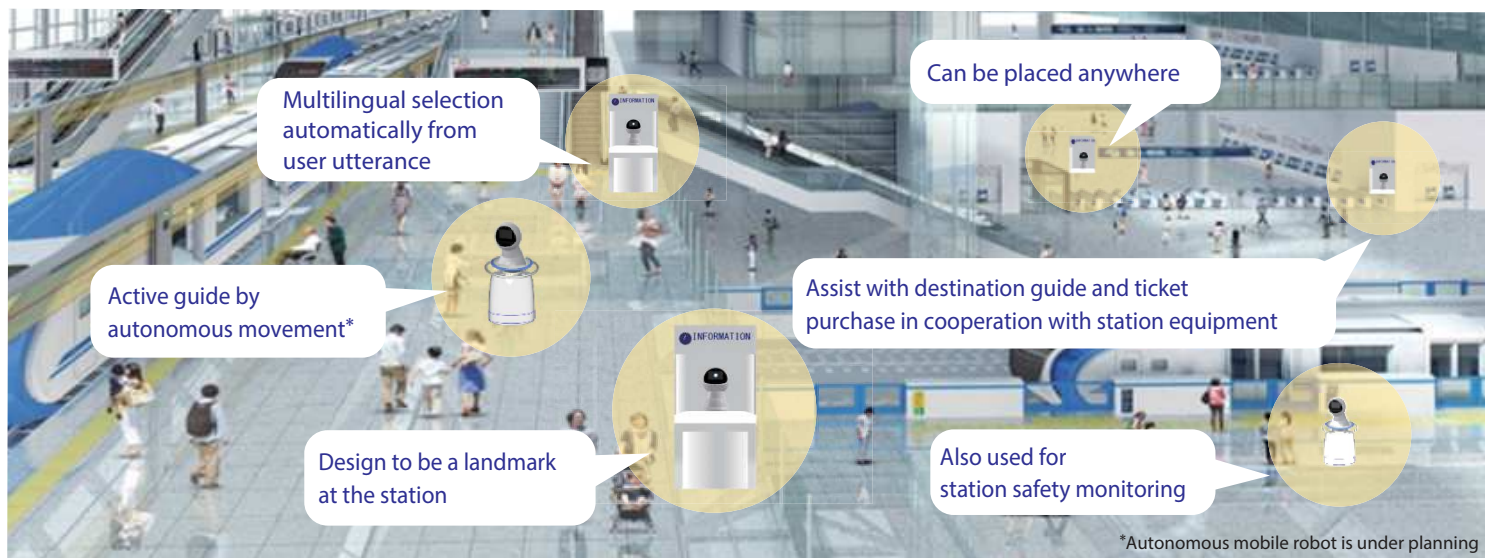 Multilingual selection
automatically from
user utterance
INFORMATION
Can be placed anywhere
Active guide by
autonomous movement*
Assist with destination guide and ticket
purchase in cooperation with station equipment
INFORMATION
Design to be a landmark
at the station
Also used for
station safety monitoring
*Autonomous mobile robot is under planning